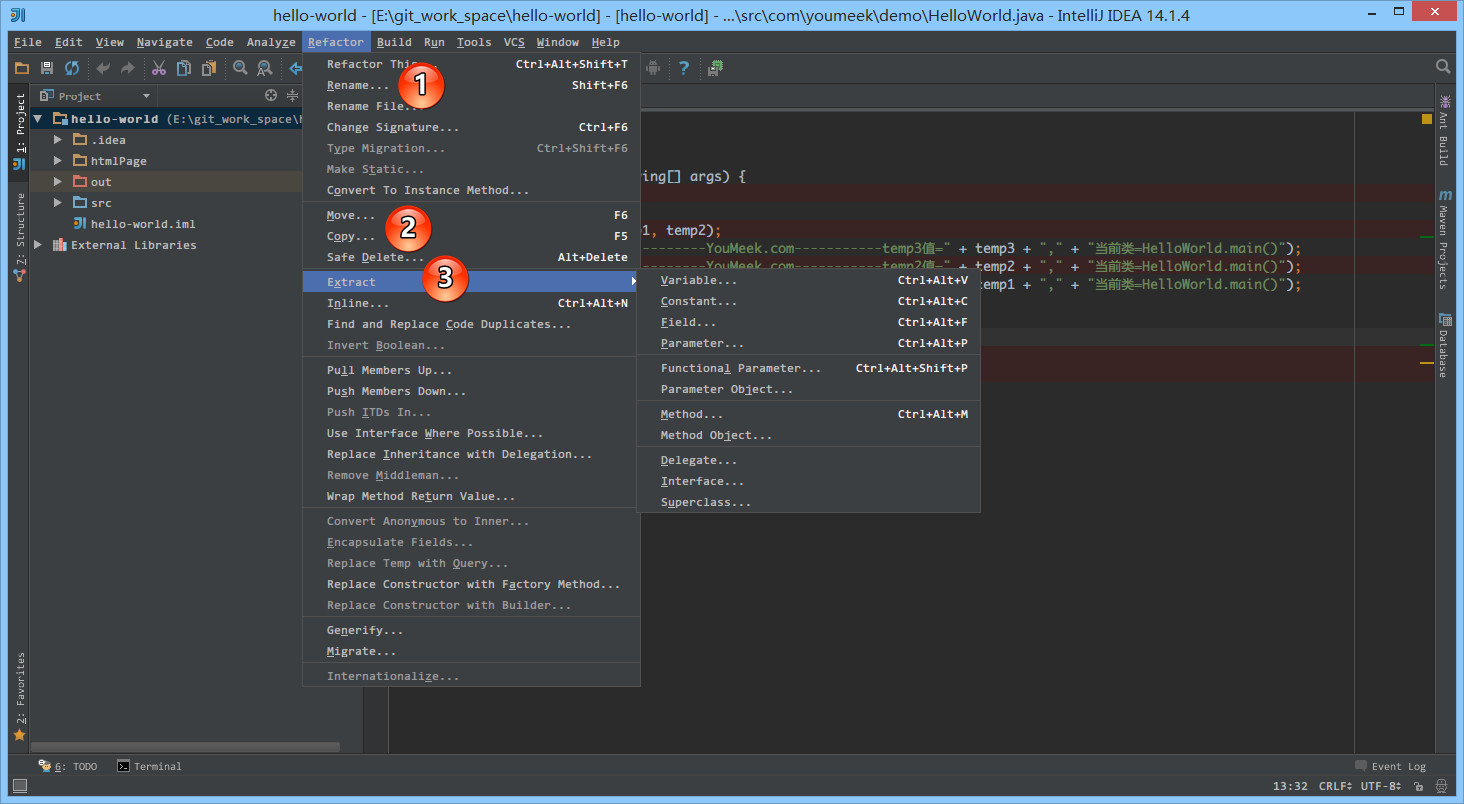 hello-world - [E:\git_work_space\hello-world] - [hello-world] - ...\src\com\youmeek\demo\HelloWorld.java - IntelliJ IDEA 14.1.4
File Edit View Navigate Code Analyze Refactor Build Run Tools VCS Window Help
Project
1: Project
Z: Structure
2: Favorites
hello-world (E:\git_work_space\h
.idea
htmlPage
out
src
hello-world.iml
External Libraries
Refactor This... Ctrl+Alt+Shift+T
Rename... Shift+F6
1
Rename File...
Change Signature... Ctrl+F6
Type Migration... Ctrl+Shift+F6
Make Static...
Convert To Instance Method...
Move... F6
2
Copy... F5
Safe Delete... Alt+Delete
3
Extract
Inline... Ctrl+Alt+N
Find and Replace Code Duplicates...
Invert Boolean...
Pull Members Up...
Push Members Down...
Push ITDs In...
Use Interface Where Possible...
Replace Inheritance with Delegation...
Remove Middleman...
Wrap Method Return Value...
Convert Anonymous to Inner...
Encapsulate Fields...
Replace Temp with Query...
Replace Constructor with Factory Method...
Replace Constructor with Builder...
Generify...
Migrate...
Internationalize...
Variable... Ctrl+Alt+V
Constant... Ctrl+Alt+C
Field... Ctrl+Alt+F
Parameter... Ctrl+Alt+P
Functional Parameter... Ctrl+Alt+Shift+P
Parameter Object...
Method... Ctrl+Alt+M
Method Object...
Delegate...
Interface...
Superclass...
ing[] args) {
1, temp2);
---------YouMeek.com-----------temp3值=" + temp3 + "," + "当前类=HelloWorld.main()");
---------YouMeek.com-----------temp2值=" + temp2 + "," + "当前类=HelloWorld.main()");
temp1 + "," + "当前类=HelloWorld.main()");
Ant Build
m Maven Projects
Database
6: TODO Terminal Event Log
13:32 CRLF UTF-8